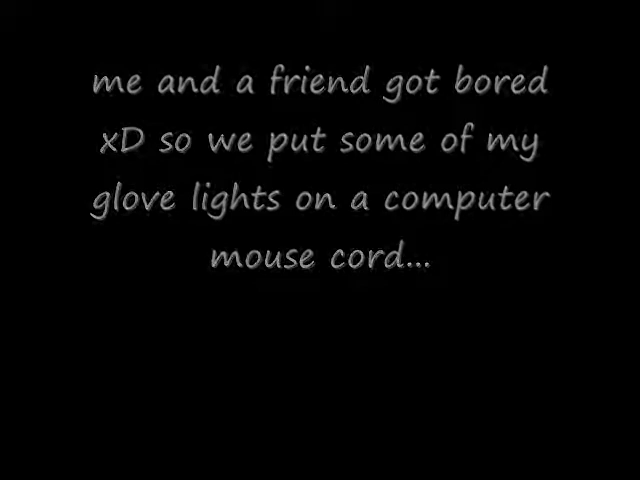 me and a friend got bored
xD so we put some of my
glove lights on a computer
mouse cord...